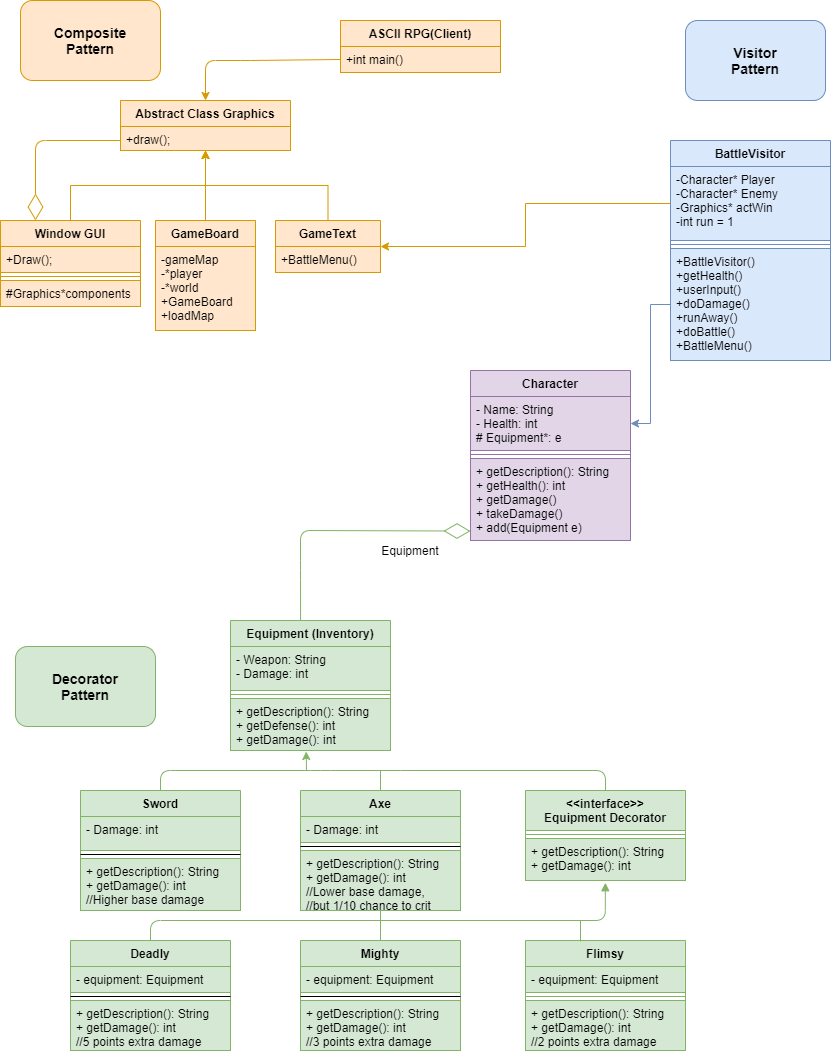 Composite
Pattern
ASCII RPG(Client)
+int main()
Visitor
Pattern
Abstract Class Graphics
+draw();
BattleVisitor
-Character* Player
-Character* Enemy
-Graphics* actWin
-int run = 1
+BattleVisitor()
+getHealth()
+userInput()
+doDamage()
+runAway()
+doBattle()
+BattleMenu()
Window GUI
+Draw();
#Graphics*components
GameBoard
-gameMap
-*player
-*world
+GameBoard
+loadMap
GameText
+BattleMenu()
Character
- Name: String
- Health: int
# Equipment*: e
+ getDescription(): String
+ getHealth(): int
+ getDamage()
+ takeDamage()
+ add(Equipment e)
Equipment
Equipment (Inventory)
- Weapon: String
- Damage: int
+ getDescription(): String
+ getDefense(): int
+ getDamage(): int
Decorator
Pattern
Sword
- Damage: int
+ getDescription(): String
+ getDamage(): int
//Higher base damage
Axe
- Damage: int
+ getDescription(): String
+ getDamage(): int
//Lower base damage,
//but 1/10 chance to crit
<<interface>>
Equipment Decorator
+ getDescription(): String
+ getDamage(): int
Deadly
- equipment: Equipment
+ getDescription(): String
+ getDamage(): int
//5 points extra damage
Mighty
- equipment: Equipment
+ getDescription(): String
+ getDamage(): int
//3 points extra damage
Flimsy
- equipment: Equipment
+ getDescription(): String
+ getDamage(): int
//2 points extra damage